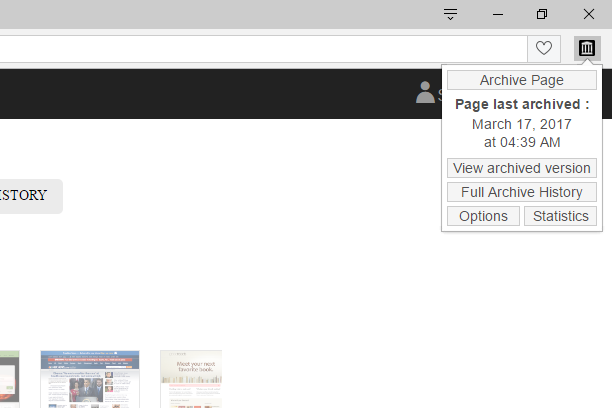 Archive Page
Page last archived :
March 17, 2017
at 04:39 AM
View archived version
ISTORY
Full Archive History
Options
Statistics
Meet your next
favorite book.